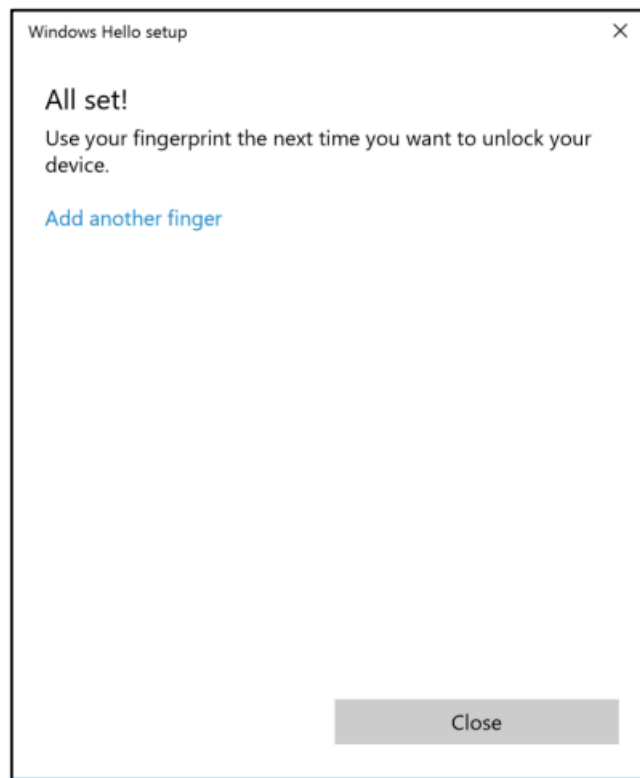 Windows Hello setup
All set!
Use your fingerprint the next time you want to unlock your
device.
Add another finger
Close